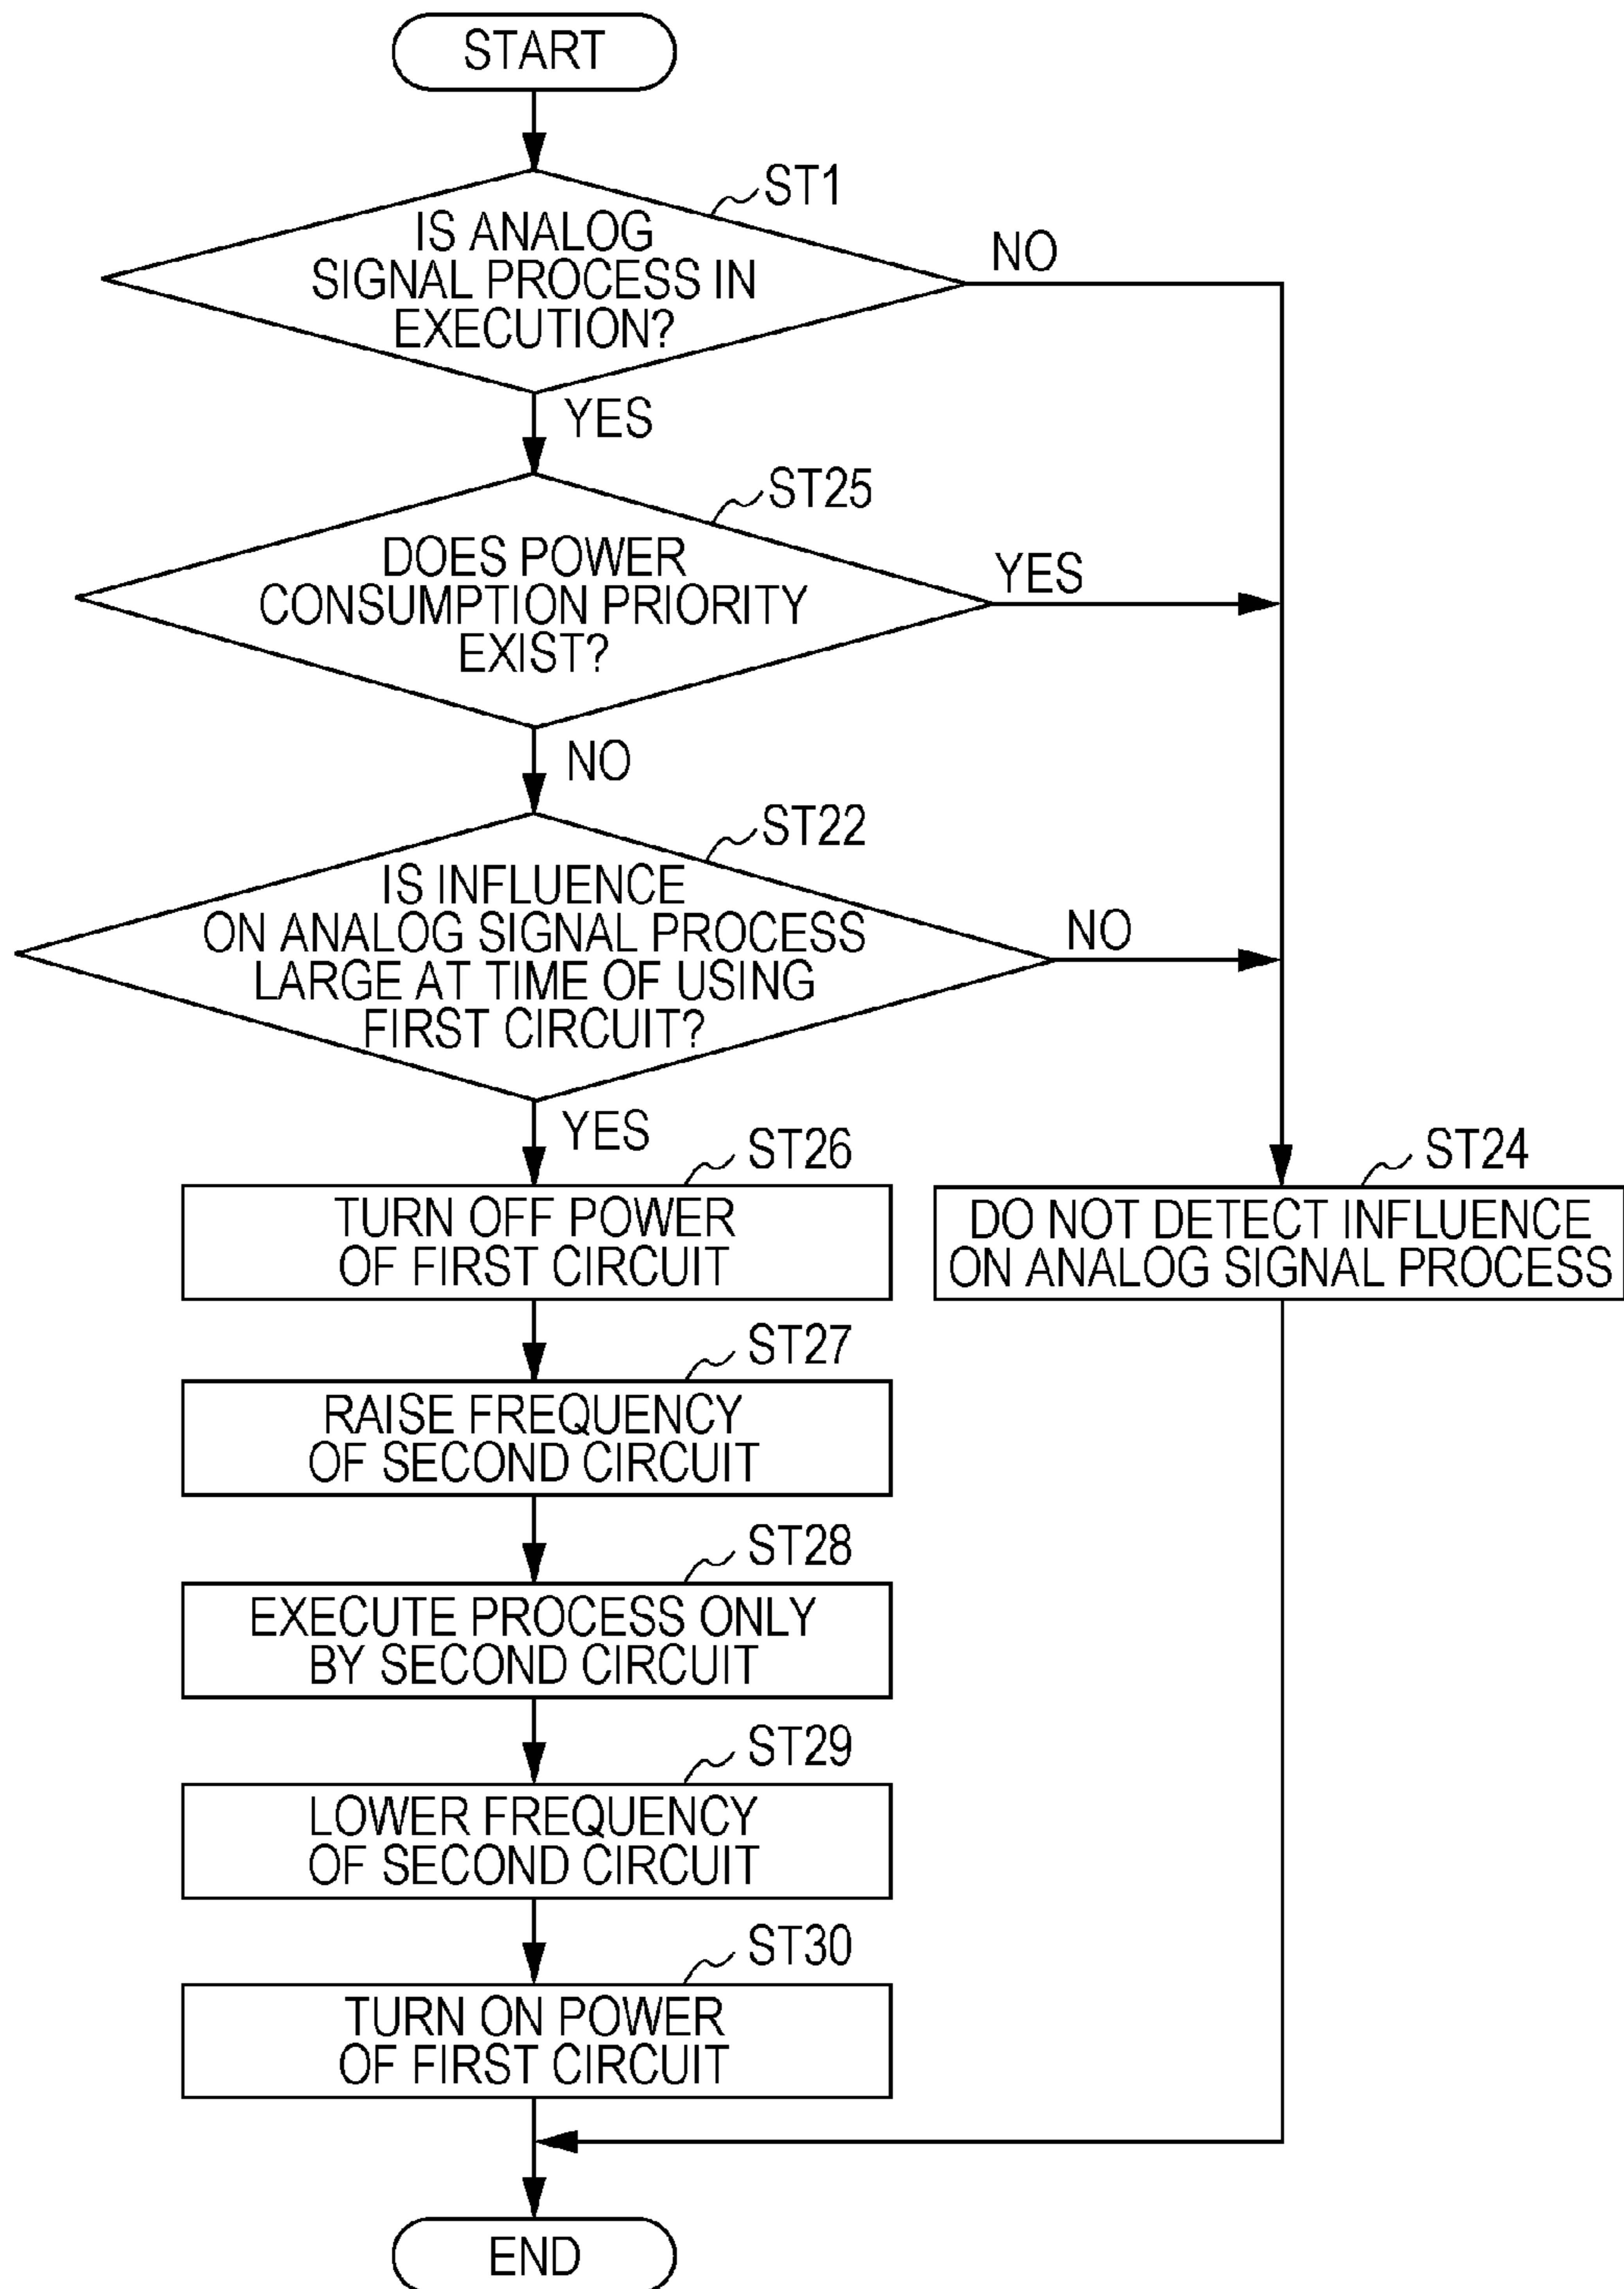 START
ST1
IS ANALOG
SIGNAL PROCESS IN
EXECUTION?
NO
YES
ST25
DOES POWER
CONSUMPTION PRIORITY
EXIST?
YES
NO
ST22
IS INFLUENCE
ON ANALOG SIGNAL PROCESS
LARGE AT TIME OF USING
FIRST CIRCUIT?
NO
YES
ST26
TURN OFF POWER
OF FIRST CIRCUIT
ST24
DO NOT DETECT INFLUENCE
ON ANALOG SIGNAL PROCESS
ST27
RAISE FREQUENCY
OF SECOND CIRCUIT
ST28
EXECUTE PROCESS ONLY
BY SECOND CIRCUIT
ST29
LOWER FREQUENCY
OF SECOND CIRCUIT
ST30
TURN ON POWER
OF FIRST CIRCUIT
END